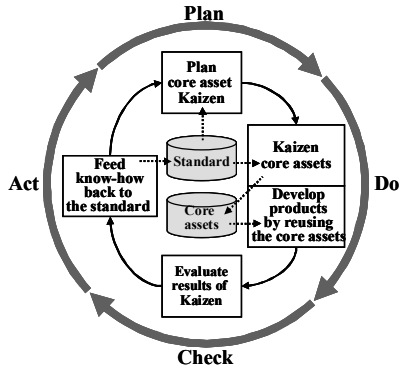 Plan
Plan
core asset
Kaizen
Kaizen
core assets
Standard
Feed
know-how
back to
the standard
Act
Do
Core
assets
Develop
products
by reusing
the core assets
Evaluate
results of
Kaizen
Check